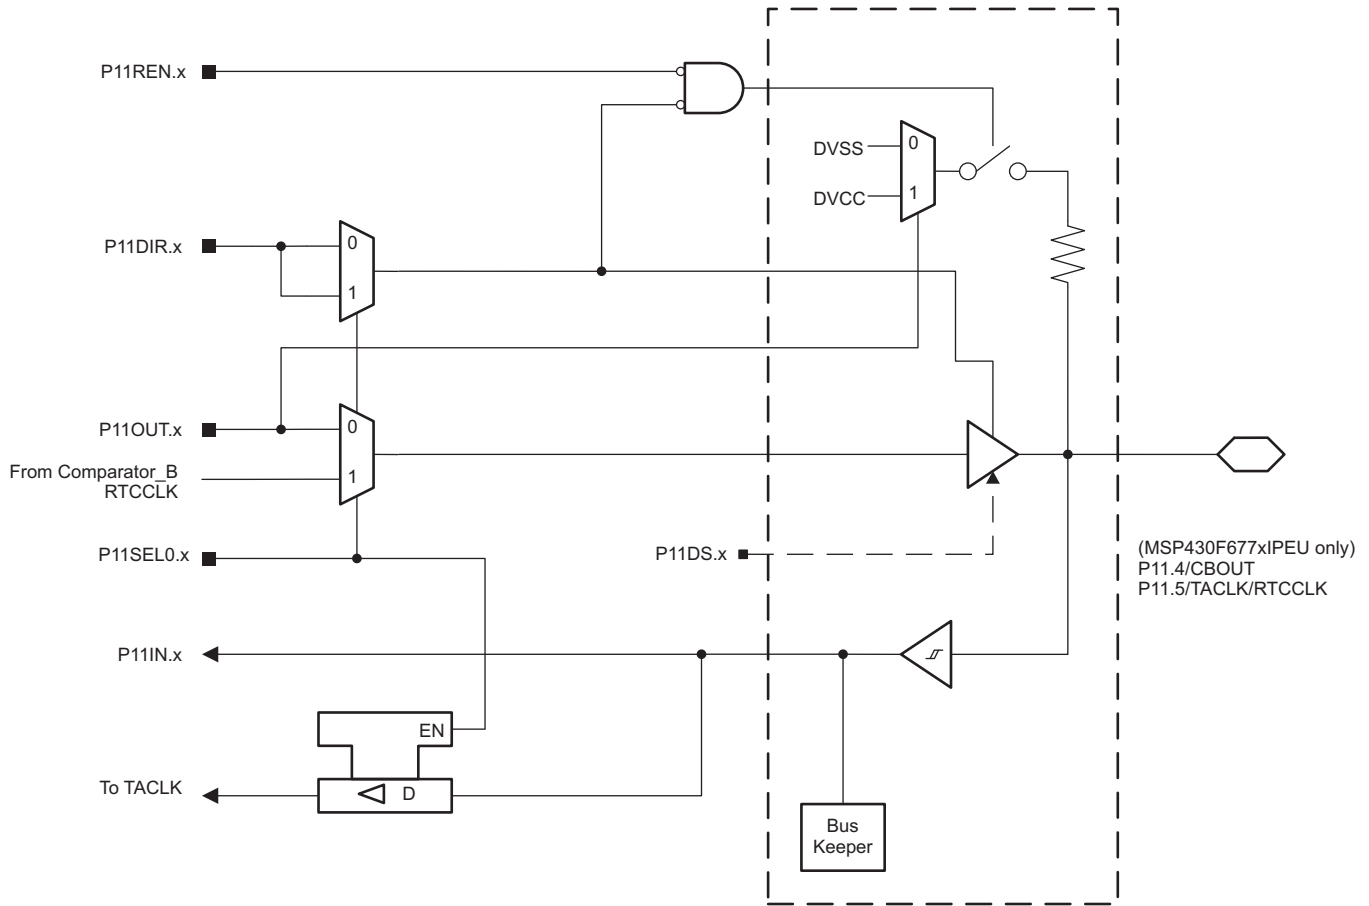 P11REN.x
DVSS
0
DVCC
1
P11DIR.x
0
1
P11OUT.x
0
From Comparator_B
RTCCLK
1
P11SEL0.x
P11DS.x
(MSP430F677xIPEU only)
P11.4/CBOUT
P11.5/TACLK/RTCCLK
P11IN.x
EN
To TACLK
D
Bus
Keeper